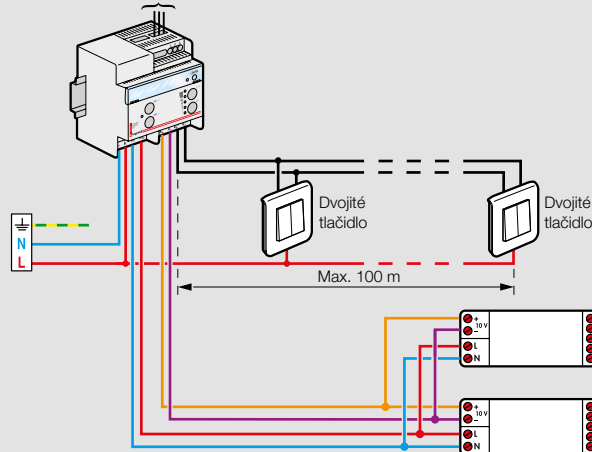 Dvojité
tlačidlo
Dvojité
tlačidlo
N
L
Max. 100 m
+
10 V
-
L
N
+
10 V
-
L
N